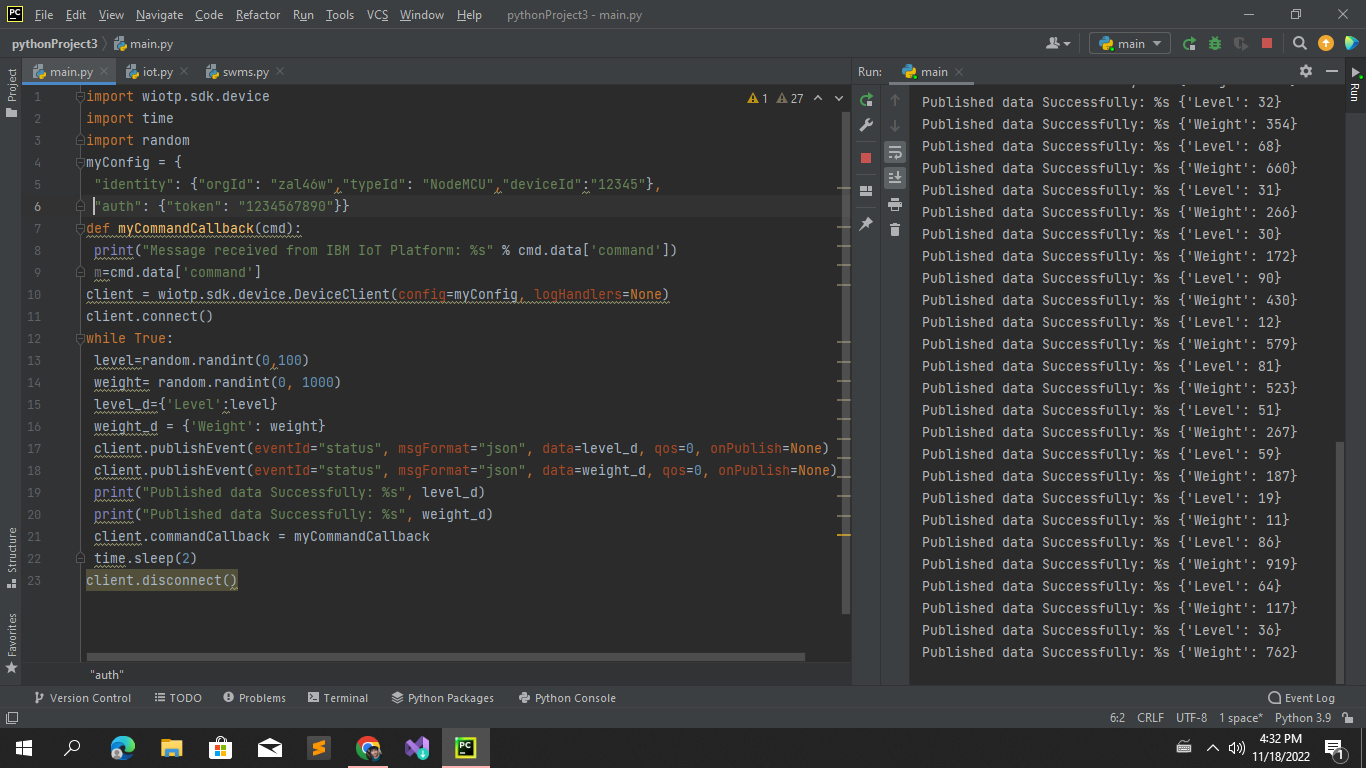 PC File Edit View Navigate Code Refactor Run Tools VCS Window Help pythonProject3 - main.py
pythonProject3 main.py main
main.py iot.py swms.py Run: main
Project
Structure
Favorites
Run
1 27
1 import wiotp.sdk.device
2 import time
3 import random
4 myConfig = {
5 "identity": {"orgId": "zal46w","typeId": "NodeMCU","deviceId":"12345"},
6 "auth": {"token": "1234567890"}}
7 def myCommandCallback(cmd):
8 print("Message received from IBM IoT Platform: %s" % cmd.data['command'])
9 m=cmd.data['command']
10 client = wiotp.sdk.device.DeviceClient(config=myConfig, logHandlers=None)
11 client.connect()
12 while True:
13 level=random.randint(0,100)
14 weight= random.randint(0, 1000)
15 level_d={'Level':level}
16 weight_d = {'Weight': weight}
17 client.publishEvent(eventId="status", msgFormat="json", data=level_d, qos=0, onPublish=None)
18 client.publishEvent(eventId="status", msgFormat="json", data=weight_d, qos=0, onPublish=None)
19 print("Published data Successfully: %s", level_d)
20 print("Published data Successfully: %s", weight_d)
21 client.commandCallback = myCommandCallback
22 time.sleep(2)
23 client.disconnect()
"auth"
Published data Successfully: %s {'Level': 32}
Published data Successfully: %s {'Weight': 354}
Published data Successfully: %s {'Level': 68}
Published data Successfully: %s {'Weight': 660}
Published data Successfully: %s {'Level': 31}
Published data Successfully: %s {'Weight': 266}
Published data Successfully: %s {'Level': 30}
Published data Successfully: %s {'Weight': 172}
Published data Successfully: %s {'Level': 90}
Published data Successfully: %s {'Weight': 430}
Published data Successfully: %s {'Level': 12}
Published data Successfully: %s {'Weight': 579}
Published data Successfully: %s {'Level': 81}
Published data Successfully: %s {'Weight': 523}
Published data Successfully: %s {'Level': 51}
Published data Successfully: %s {'Weight': 267}
Published data Successfully: %s {'Level': 59}
Published data Successfully: %s {'Weight': 187}
Published data Successfully: %s {'Level': 19}
Published data Successfully: %s {'Weight': 11}
Published data Successfully: %s {'Level': 86}
Published data Successfully: %s {'Weight': 919}
Published data Successfully: %s {'Level': 64}
Published data Successfully: %s {'Weight': 117}
Published data Successfully: %s {'Level': 36}
Published data Successfully: %s {'Weight': 762}
Version Control TODO Problems Terminal Python Packages Python Console Event Log
6:2 CRLF UTF-8 1 space* Python 3.9
PC 4:32 PM
11/18/2022 1